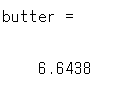 butter =
6.6438